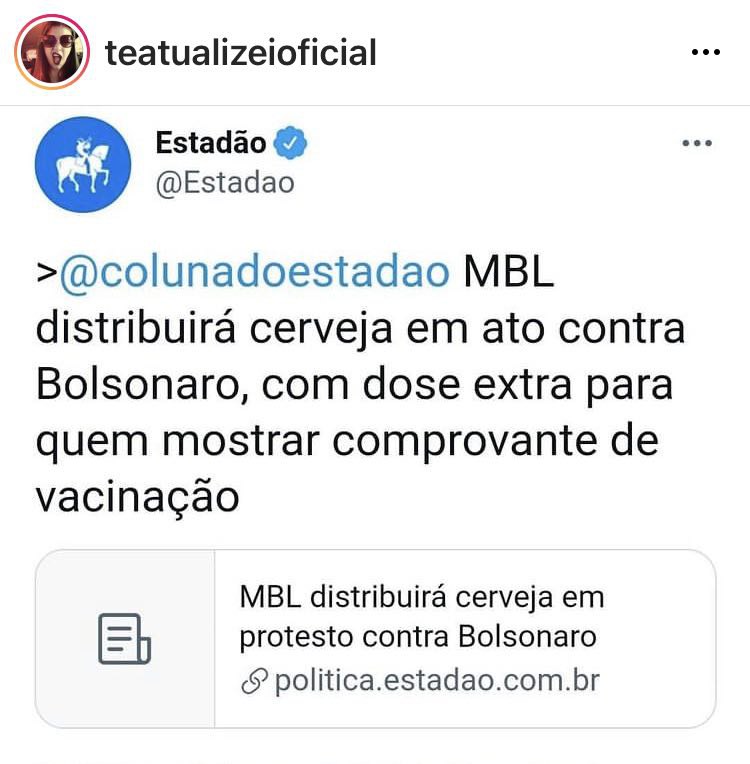 teatualizeioficial
Estadão
@Estadao
>@colunadoestadao MBL
distribuirá cerveja em ato contra
Bolsonaro, com dose extra para
quem mostrar comprovante de
vacinação
MBL distribuirá cerveja em
protesto contra Bolsonaro
politica.estadao.com.br